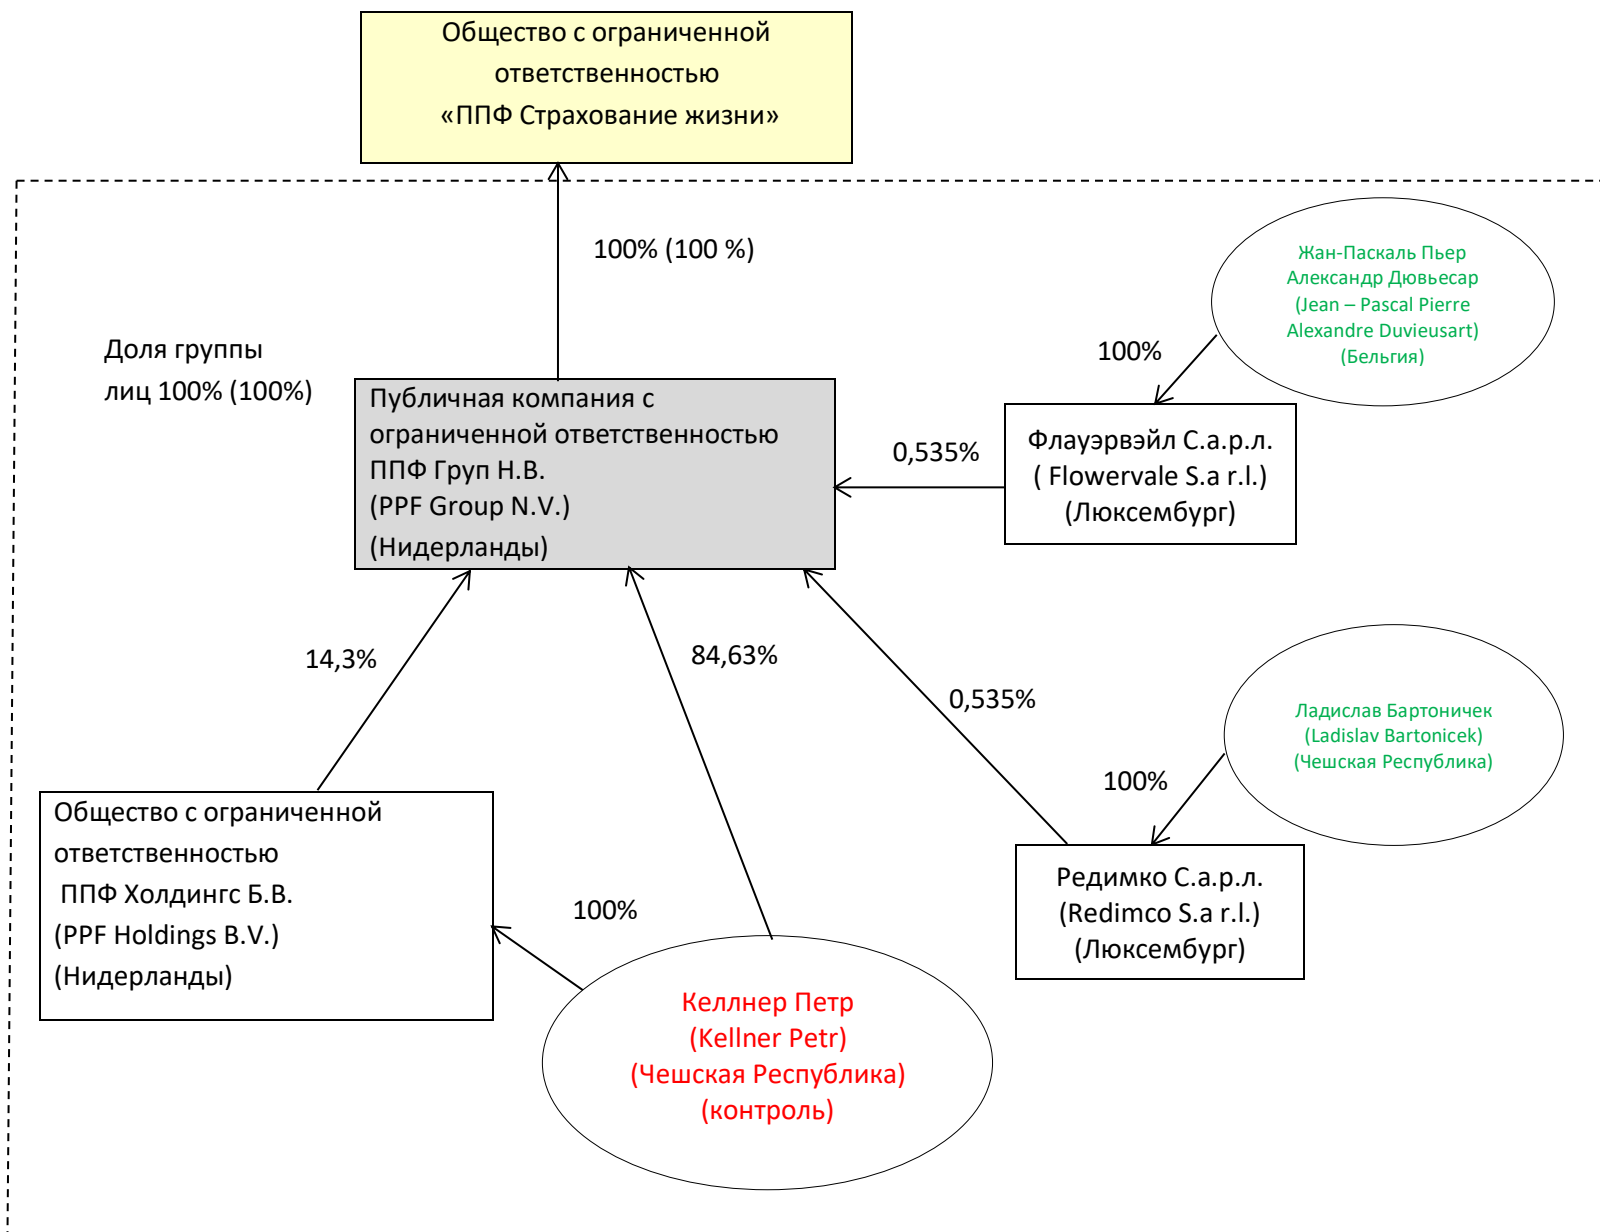 Общество с ограниченной
ответственностью
«ППФ Страхование жизни»
100% (100 %)
Жан-Паскаль Пьер
Александр Дювьесар
(Jean – Pascal Pierre
Alexandre Duvieusart)
(Бельгия)
Доля группы
лиц 100% (100%)
100%
Публичная компания с
ограниченной ответственностью
ППФ Груп Н.В.
(PPF Group N.V.)
(Нидерланды)
0,535%
Флауэрвэйл С.а.р.л.
( Flowervale S.a r.l.)
(Люксембург)
14,3%
84,63%
0,535%
Ладислав Бартоничек
(Ladislav Bartonicek)
(Чешская Республика)
100%
Общество с ограниченной
ответственностью
ППФ Холдингс Б.В.
(PPF Holdings B.V.)
(Нидерланды)
100%
Редимко С.а.р.л.
(Redimco S.a r.l.)
(Люксембург)
Келлнер Петр
(Kellner Petr)
(Чешская Республика)
(контроль)